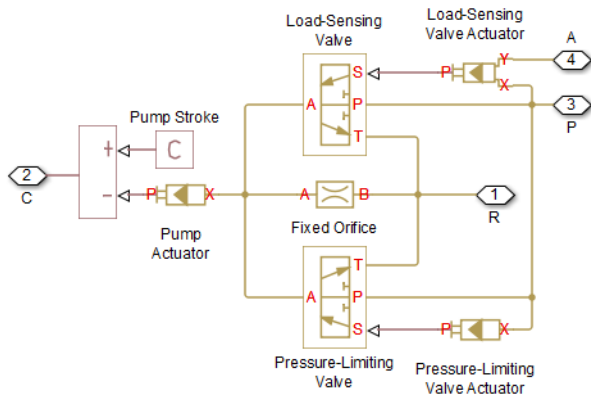 Load-Sensing
Valve
Load-Sensing
Valve Actuator
A
S
P
Y
4
X
A
P
3
P
Pump Stroke
T
+
C
2
C
-
P
X
A
B
1
R
Pump
Actuator
Fixed Orifice
T
A
P
S
P
X
Pressure-Limiting
Valve
Pressure-Limiting
Valve Actuator